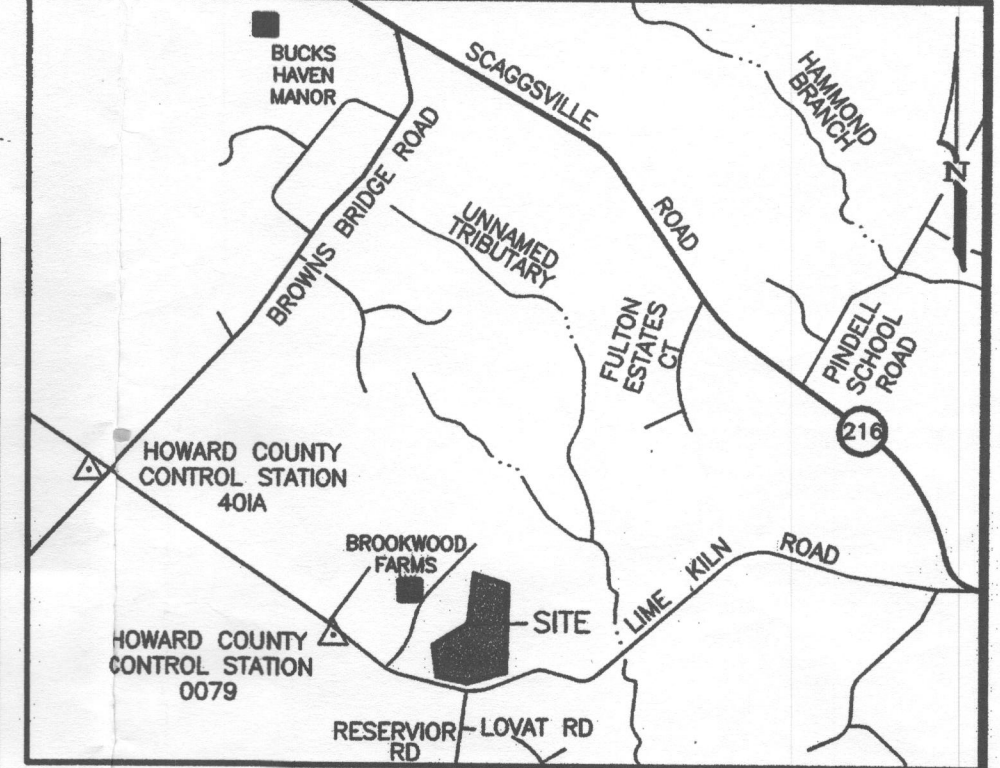 BUCKS
HAVEN
MANOR
SCAGGSVILLE
ROAD
HAMMOND
BRANCH
N
BROWNS BRIDGE ROAD
UNNAMED
TRIBUTARY
FULTON
ESTATES
CT
PINDELL
SCHOOL
ROAD
216
HOWARD COUNTY
CONTROL STATION
401A
BROOKWOOD
FARMS
SITE
LIME KILN ROAD
HOWARD COUNTY
CONTROL STATION
0079
RESERVIOR
RD
LOVAT RD